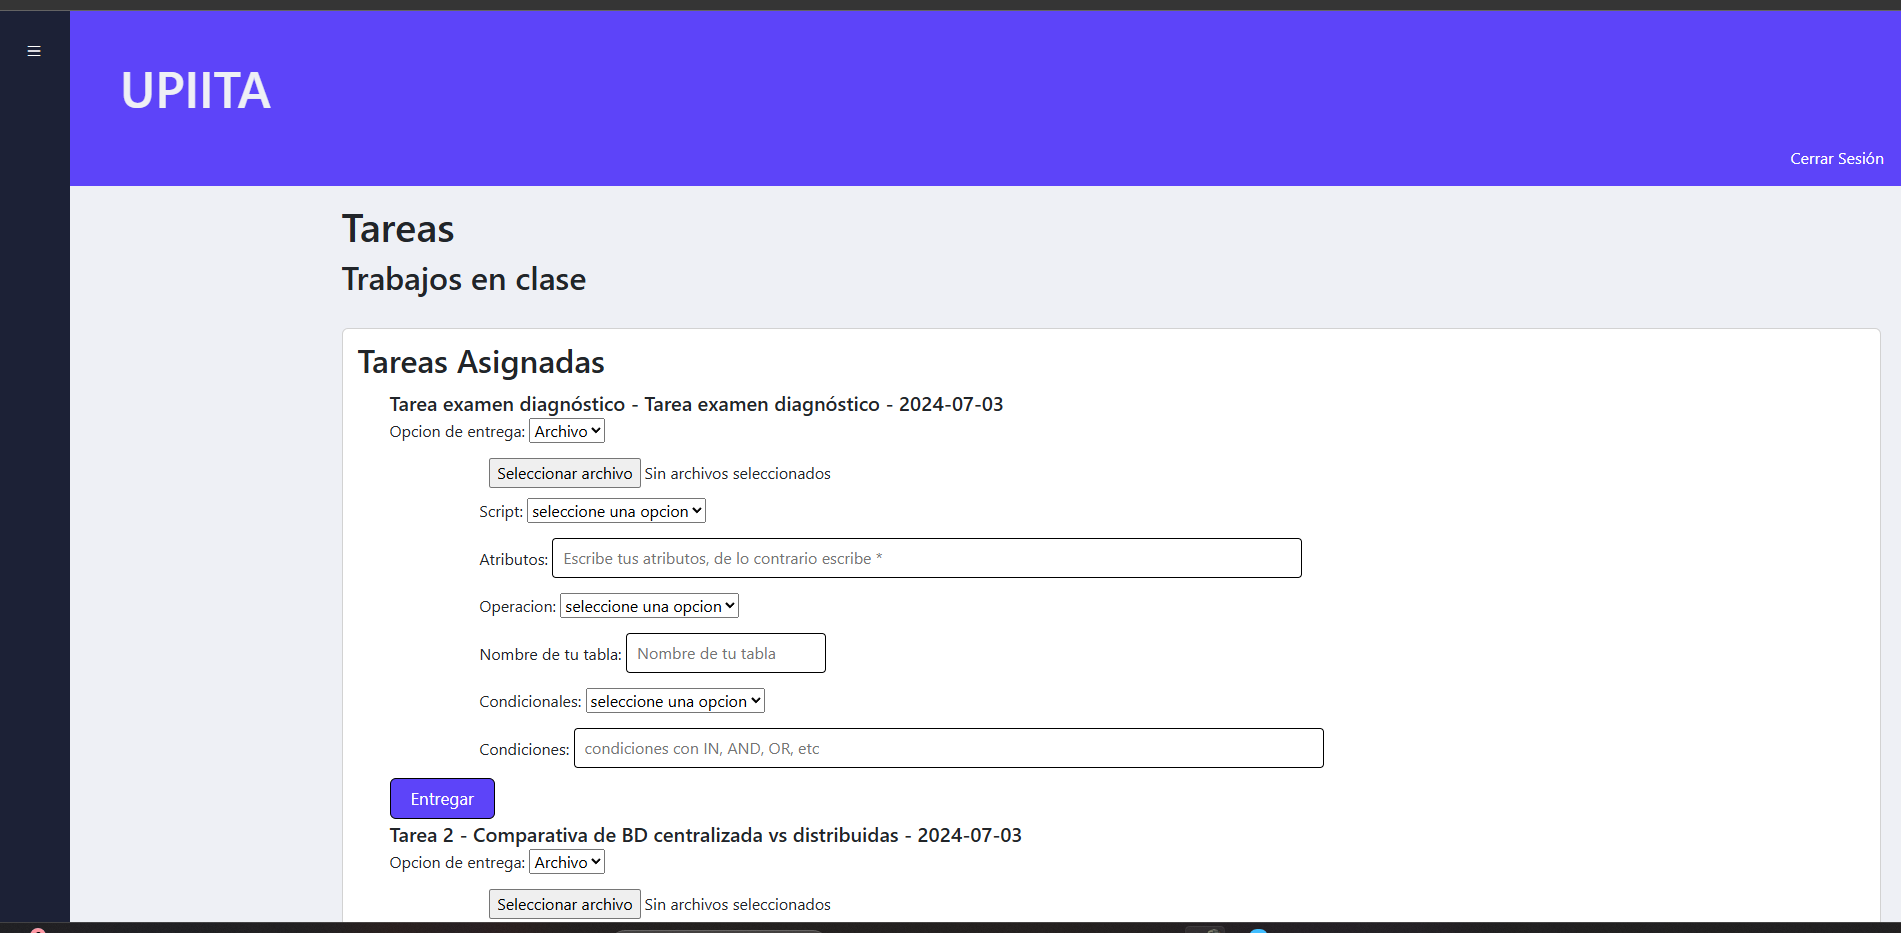 UPIITA
Cerrar Sesión
Tareas
Trabajos en clase
Tareas Asignadas
Tarea examen diagnóstico - Tarea examen diagnóstico - 2024-07-03
Opcion de entrega: Archivo
Seleccionar archivo Sin archivos seleccionados
Script: seleccione una opcion
Atributos: Escribe tus atributos, de lo contrario escribe *
Operacion: seleccione una opcion
Nombre de tu tabla: Nombre de tu tabla
Condicionales: seleccione una opcion
Condiciones: condiciones con IN, AND, OR, etc
Entregar
Tarea 2 - Comparativa de BD centralizada vs distribuidas - 2024-07-03
Opcion de entrega: Archivo
Seleccionar archivo Sin archivos seleccionados